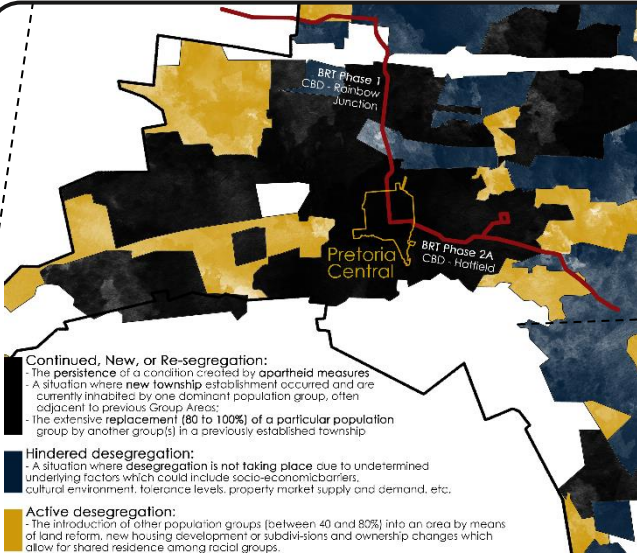 BRT Phase 1
CBD - Rainbow
Junction
Pretoria
Central
BRT Phase 2A
CBD - Hatfield
Continued, New, or Re-segregation:
- The persistence of a condition created by apartheid measures
- A situation where new township establishment occurred and are
currently inhabited by one dominant population group, often
adjacent to previous Group Areas;
- The extensive replacement (80 to 100%) of a particular population
group by another group(s) in a previously established township
Hindered desegregation:
- A situation where desegregation is not taking place due to undetermined
underlying factors which could include socio-economicbarriers,
cultural environment, tolerance levels, property market supply and demand, etc.
Active desegregation:
- The introduction of other population groups (between 40 and 80%) into an area by means
of land reform, new housing development or subdivi-sions and ownership changes which
allow for shared residence among racial groups.